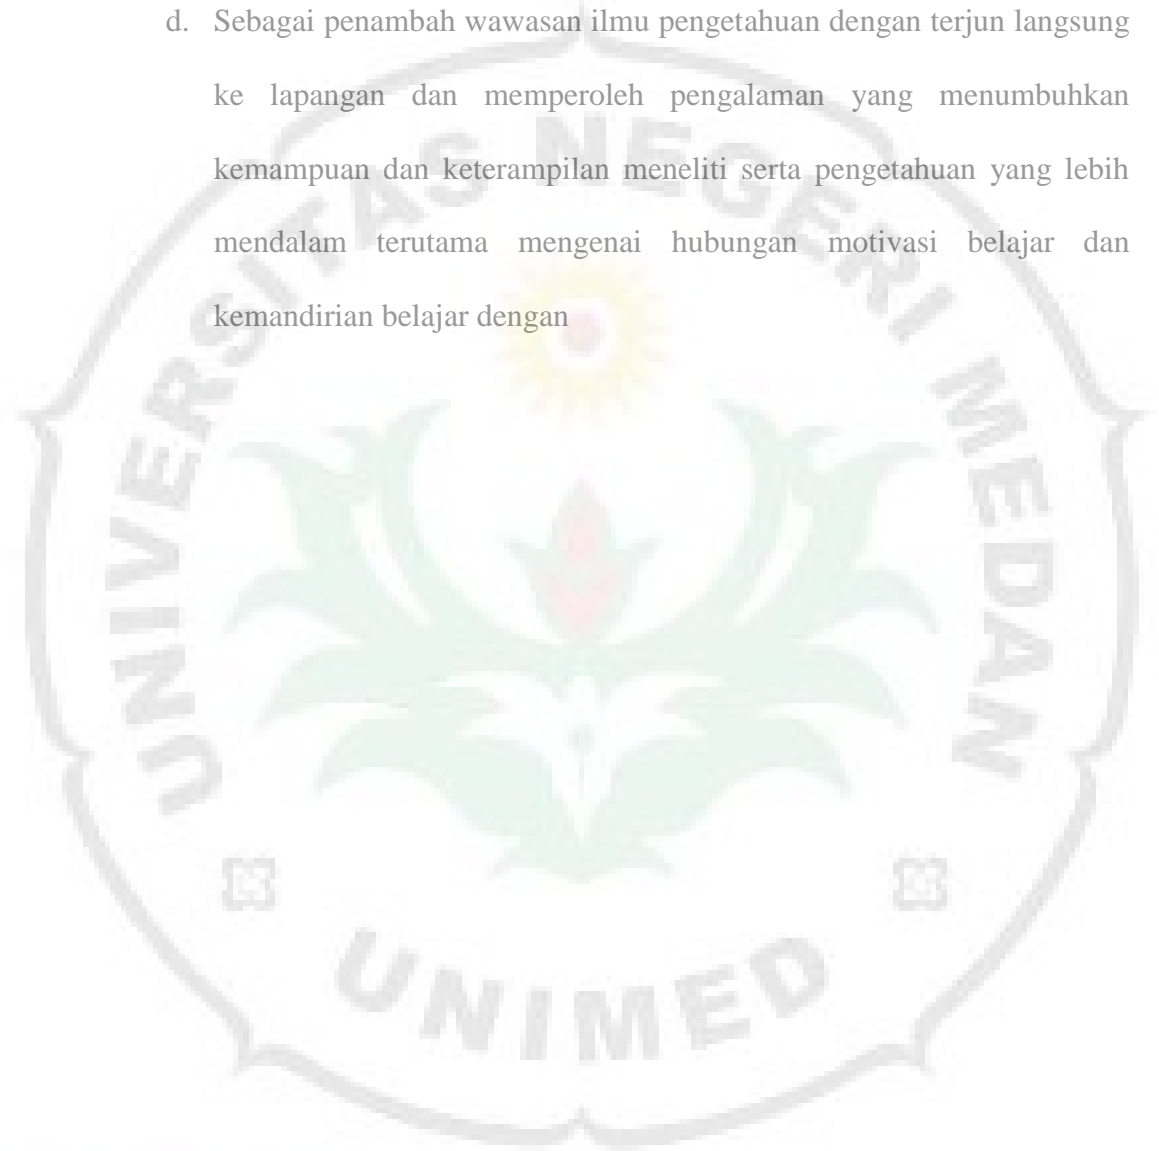 d. Sebagai penambah wawasan ilmu pengetahuan dengan terjun langsung
ke lapangan dan memperoleh pengalaman yang menumbuhkan
kemampuan dan keterampilan meneliti serta pengetahuan yang lebih
mendalam terutama mengenai hubungan motivasi belajar dan
kemandirian belajar dengan
UNIVERSITAS NEGERI MEDAN
UNIMED